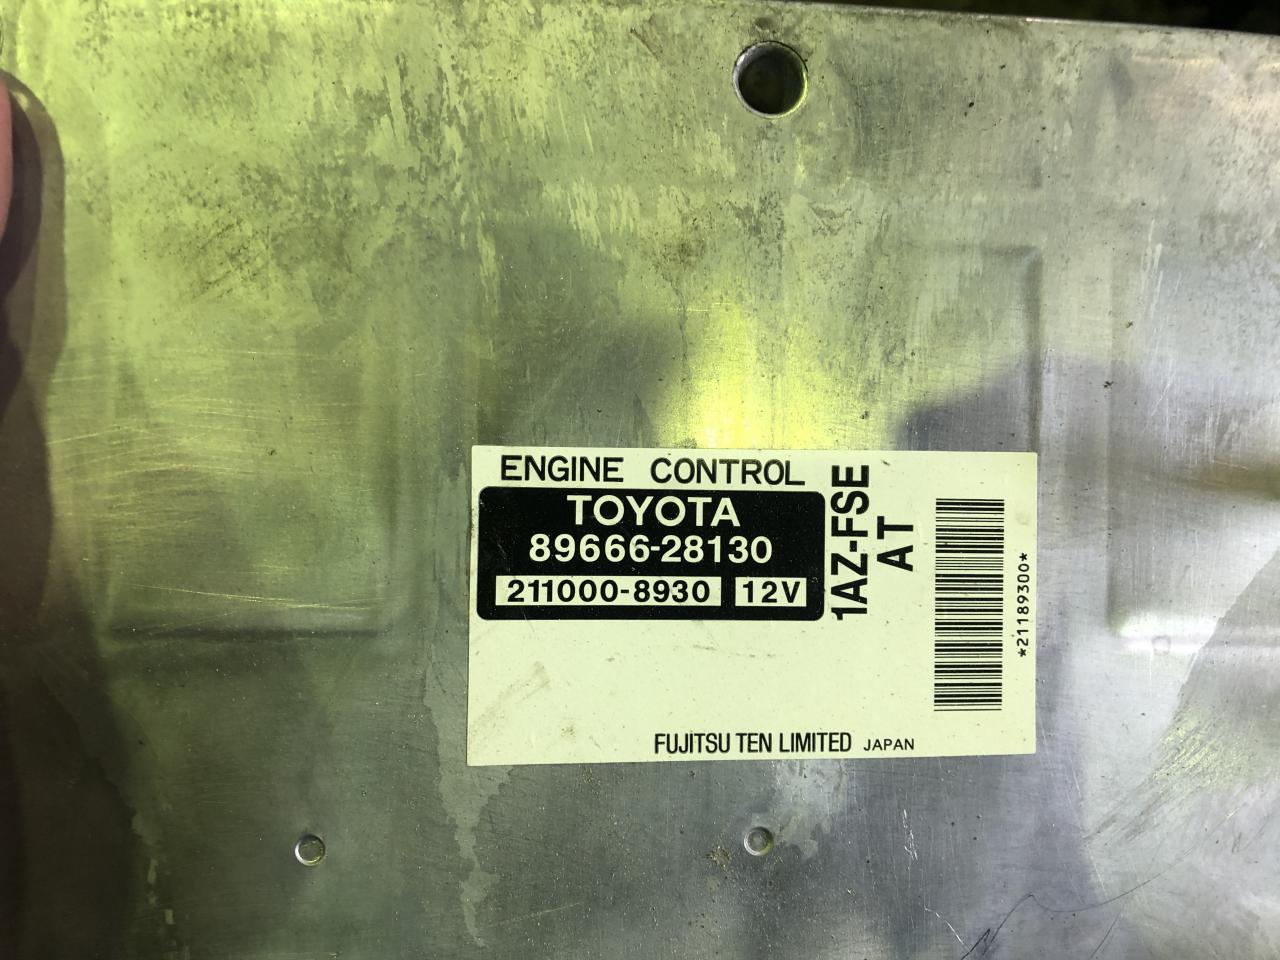 ENGINE CONTROL
TOYOTA
89666-28130
211000-8930 12V
1AZ-FSE
AT
*21189300*
FUJITSU TEN LIMITED JAPAN